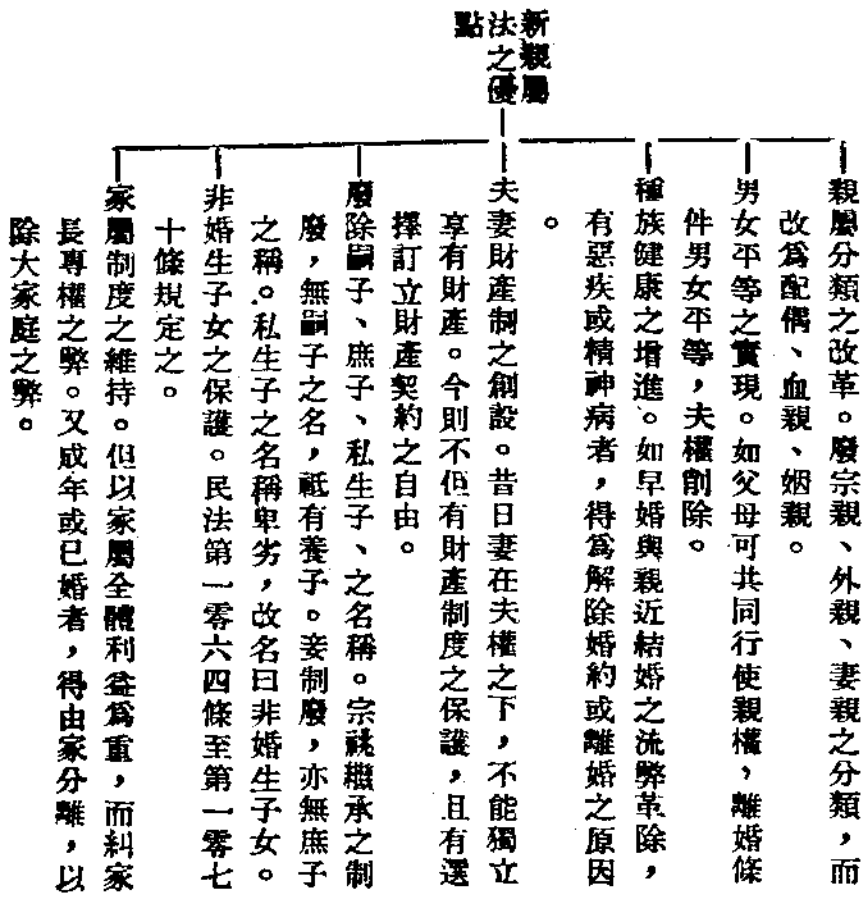 新親屬
法之優
點
親屬分類之改革。廢宗親、外親、妻親之分類，而
改爲配偶、血親、姻親。
男女平等之實現。如父母可共同行使親權，離婚條
件男女平等，夫權削除。
種族健康之增進。如早婚與親近結婚之流弊革除，
有惡疾或精神病者，得爲解除婚約或離婚之原因
。
夫妻財產制之創設。昔日妻在夫權之下，不能獨立
享有財產。今則不但有財產制度之保護，且有選
擇訂立財產契約之自由。
廢除嗣子、庶子、私生子、之名稱。宗祧繼承之制
廢，無嗣子之名，祗有養子。妾制廢，亦無庶子
之稱。私生子之名稱卑劣，改名曰非婚生子女。
非婚生子女之保護。民法第一零六四條至第一零七
十條規定之。
家屬制度之維持。但以家屬全體利益爲重，而糾家
長專權之弊。又成年或已婚者，得由家分離，以
除大家庭之弊。